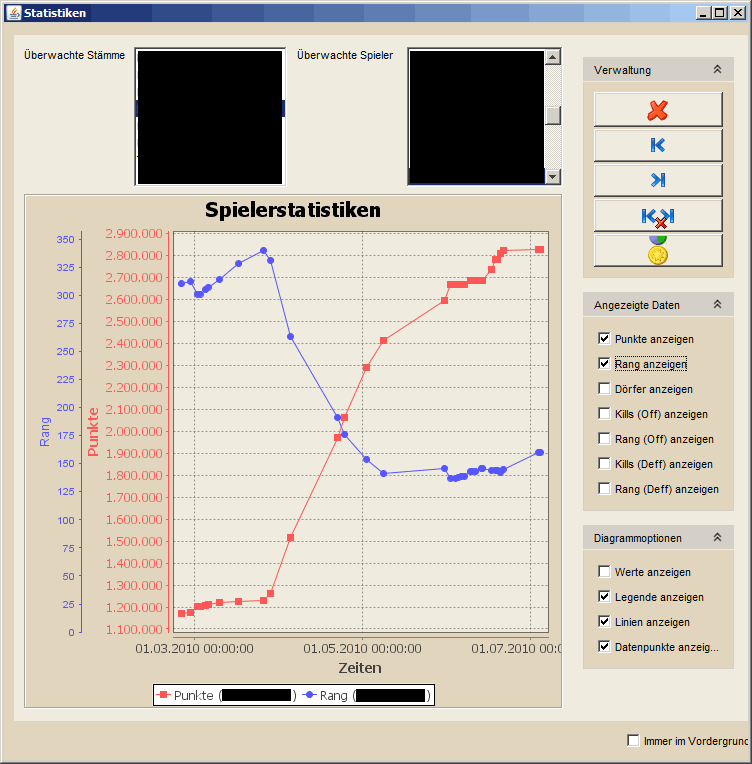 Statistiken
Überwachte Stämme
Überwachte Spieler
Spielerstatistiken
350
325
300
275
250
225
200
175
150
125
100
75
50
25
0
Rang
2.900.000
2.800.000
2.700.000
2.600.000
2.500.000
2.400.000
2.300.000
2.200.000
2.100.000
2.000.000
1.900.000
1.800.000
1.700.000
1.600.000
1.500.000
1.400.000
1.300.000
1.200.000
1.100.000
Punkte
01.03.2010 00:00:00
01.05.2010 00:00:00
01.07.2010 00:0
Zeiten
Punkte ( )
Rang ( )
Verwaltung
Angezeigte Daten
Punkte anzeigen
Rang anzeigen
Dörfer anzeigen
Kills (Off) anzeigen
Rang (Off) anzeigen
Kills (Deff) anzeigen
Rang (Deff) anzeigen
Diagrammoptionen
Werte anzeigen
Legende anzeigen
Linien anzeigen
Datenpunkte anzeig...
Immer im Vordergrun